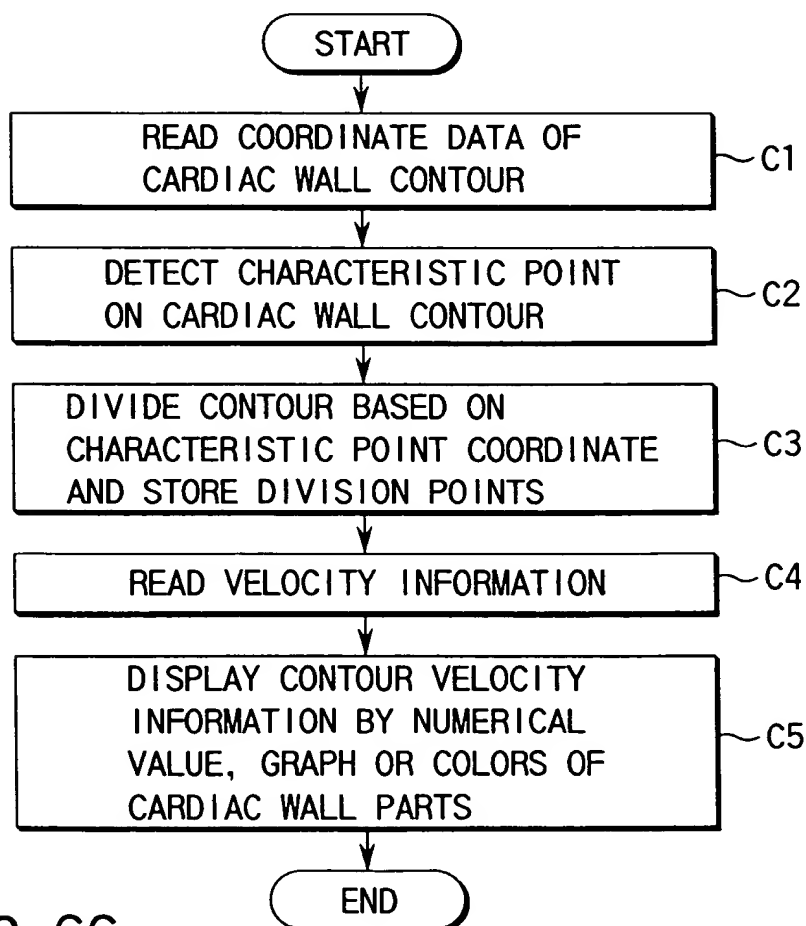 START
READ COORDINATE DATA OF
CARDIAC WALL CONTOUR
C1
DETECT CHARACTERISTIC POINT
ON CARDIAC WALL CONTOUR
C2
DIVIDE CONTOUR BASED ON
CHARACTERISTIC POINT COORDINATE
AND STORE DIVISION POINTS
C3
READ VELOCITY INFORMATION
C4
DISPLAY CONTOUR VELOCITY
INFORMATION BY NUMERICAL
VALUE, GRAPH OR COLORS OF
CARDIAC WALL PARTS
C5
END